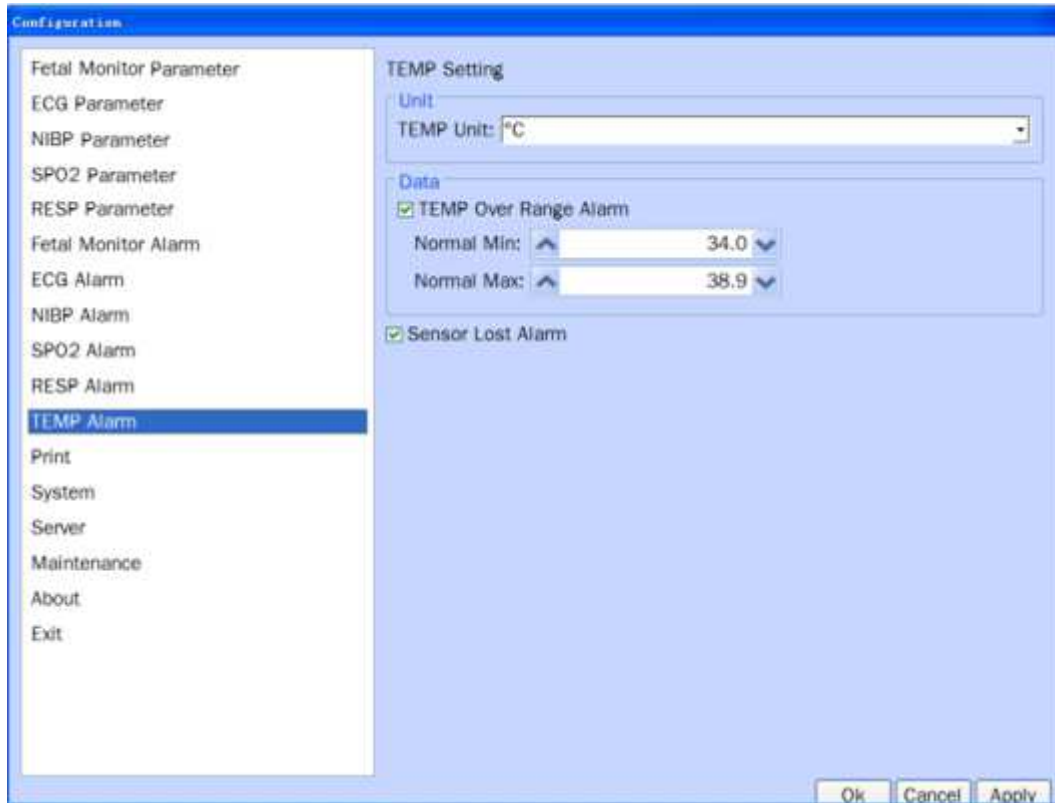 Configuration
Fetal Monitor Parameter
ECG Parameter
NIBP Parameter
SPO2 Parameter
RESP Parameter
Fetal Monitor Alarm
ECG Alarm
NIBP Alarm
SPO2 Alarm
RESP Alarm
TEMP Alarm
Print
System
Server
Maintenance
About
Exit
TEMP Setting
Unit
TEMP Unit: °C
Data
TEMP Over Range Alarm
Normal Min: 34.0
Normal Max: 38.9
Sensor Lost Alarm
Ok Cancel Apply